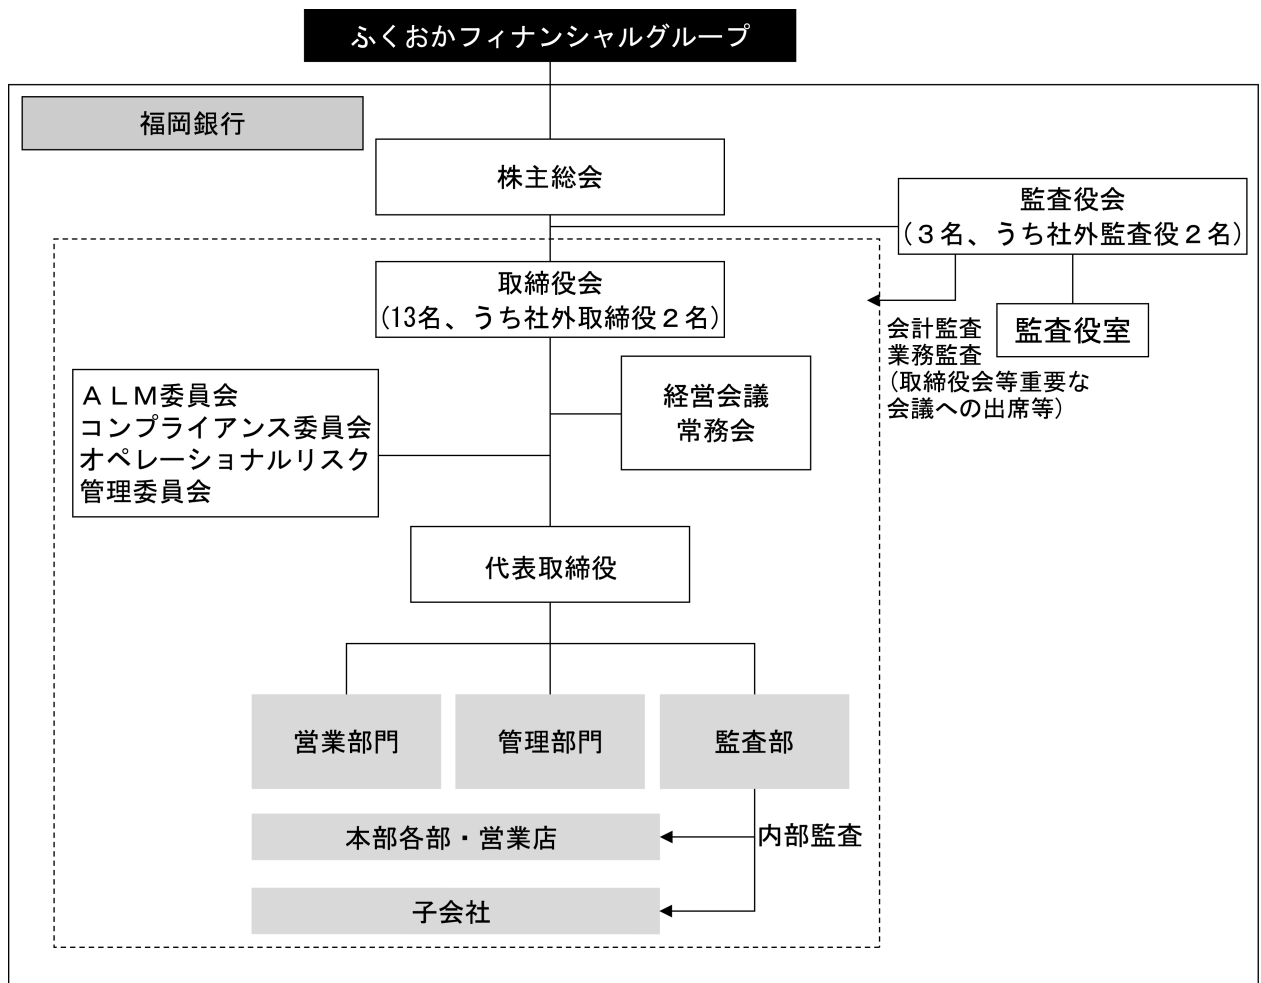 ふくおかフィナンシャルグループ
福岡銀行
株主総会
監査役会
(３名、うち社外監査役２名)
取締役会
(13名、うち社外取締役２名)
監査役室
会計監査
業務監査
(取締役会等重要な
会議への出席等)
経営会議
常務会
ＡＬＭ委員会
コンプライアンス委員会
オペレーショナルリスク
管理委員会
代表取締役
営業部門
管理部門
監査部
本部各部・営業店
内部監査
子会社